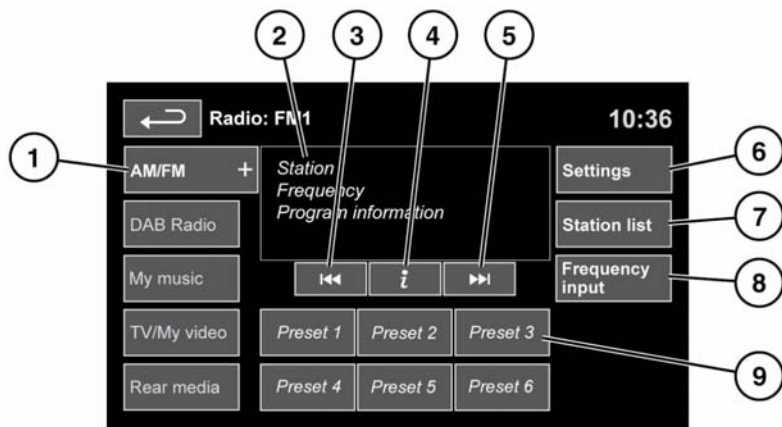 2
3
4
5
Radio: FM1
10:36
1
AM/FM +
Station
Frequency
Program information
Settings
6
DAB Radio
Station list
7
My music
i
Frequency
input
8
TV/My video
Preset 1
Preset 2
Preset 3
9
Rear media
Preset 4
Preset 5
Preset 6